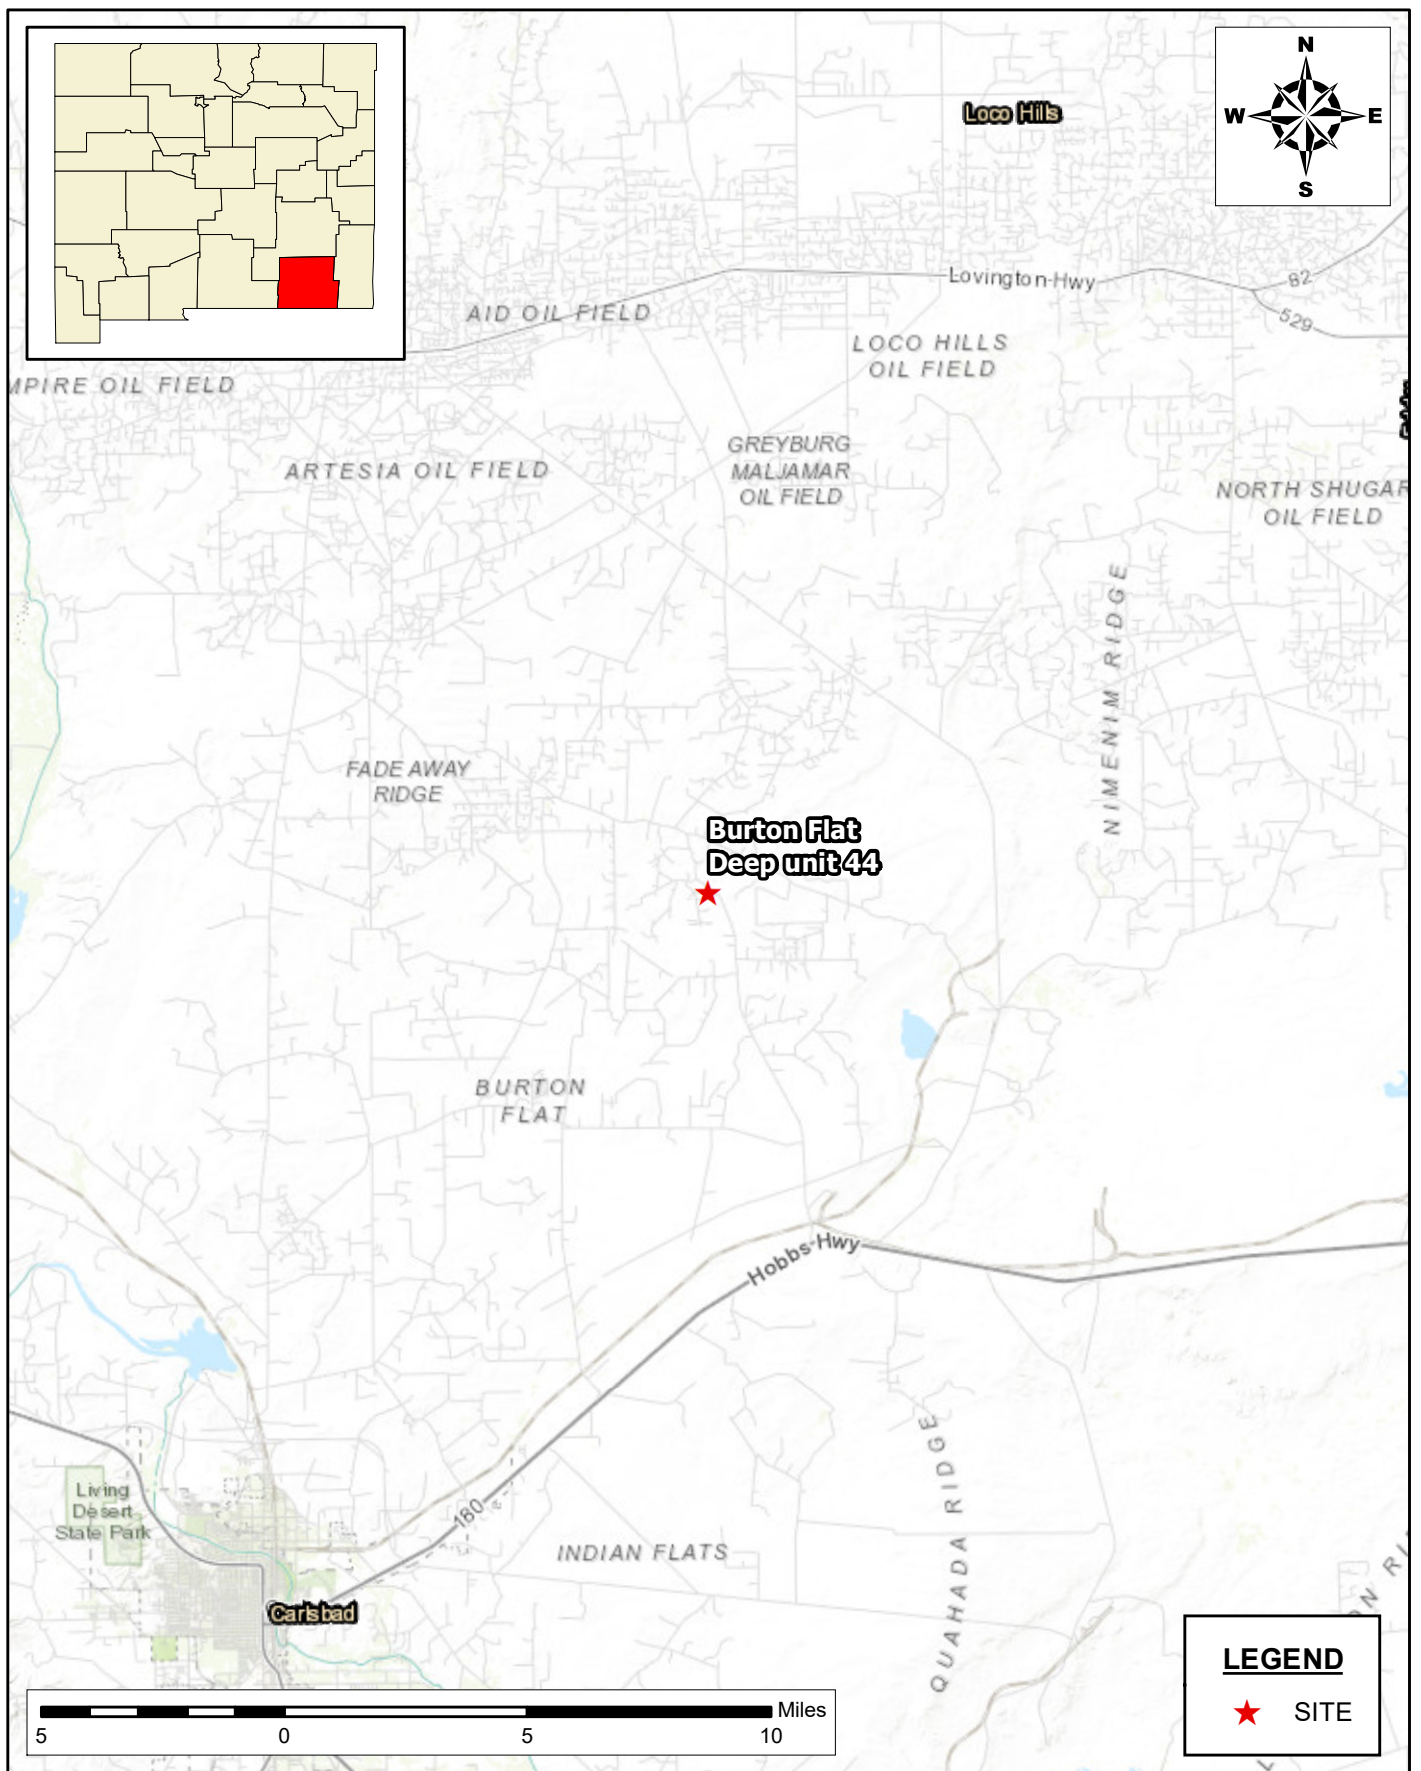 N
W E
S
Loco Hills
Lovington-Hwy
82
529
AID OIL FIELD
LOCO HILLS
OIL FIELD
MPIRE OIL FIELD
GREYBURG
MALJAMAR
OIL FIELD
ARTESIA OIL FIELD
NORTH SHUGAR
OIL FIELD
NIMENIM RIDGE
FADE AWAY
RIDGE
Burton Flat
Deep unit 44
BURTON
FLAT
Hobbs-Hwy
Living
Desert
State Park
180
INDIAN FLATS
QUAHADA RIDGE
Carlsbad
LEGEND
SITE
Miles
5 0 5 10